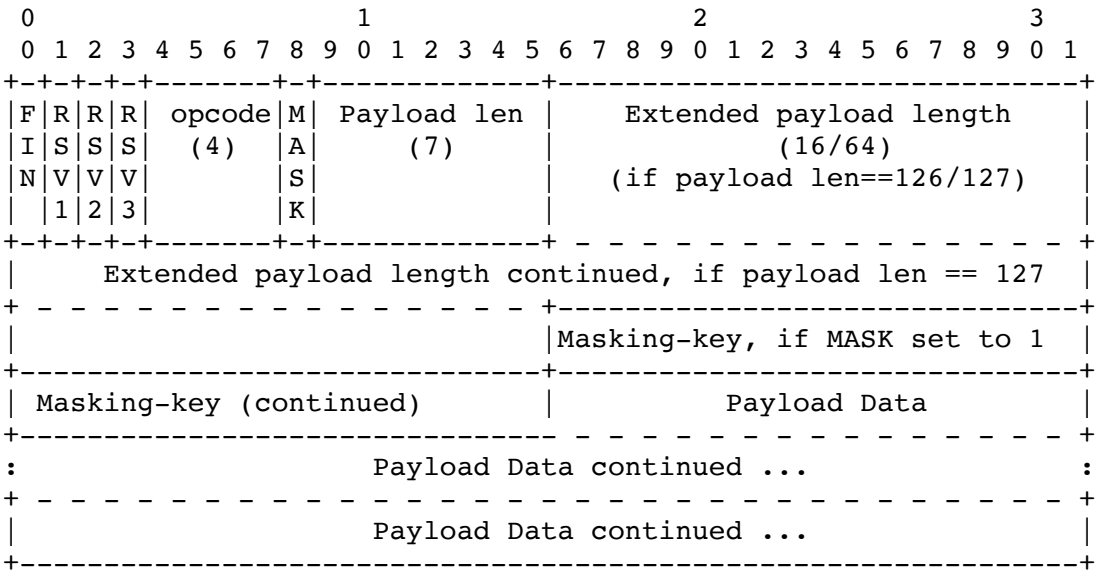 0                   1                   2                   3
 0 1 2 3 4 5 6 7 8 9 0 1 2 3 4 5 6 7 8 9 0 1 2 3 4 5 6 7 8 9 0 1
+-+-+-+-+-------+-+-------------+-------------------------------+
|F|R|R|R| opcode|M| Payload len |    Extended payload length    |
|I|S|S|S|  (4)  |A|     (7)     |             (16/64)           |
|N|V|V|V|       |S|             |   (if payload len==126/127)   |
| |1|2|3|       |K|             |                               |
+-+-+-+-+-------+-+-------------+ - - - - - - - - - - - - - - - +
|     Extended payload length continued, if payload len == 127  |
+ - - - - - - - - - - - - - - - +-------------------------------+
|                               |Masking-key, if MASK set to 1  |
+-------------------------------+-------------------------------+
| Masking-key (continued)       |          Payload Data         |
+-------------------------------- - - - - - - - - - - - - - - - +
:                     Payload Data continued ...                :
+ - - - - - - - - - - - - - - - - - - - - - - - - - - - - - - - +
|                     Payload Data continued ...                |
+---------------------------------------------------------------+